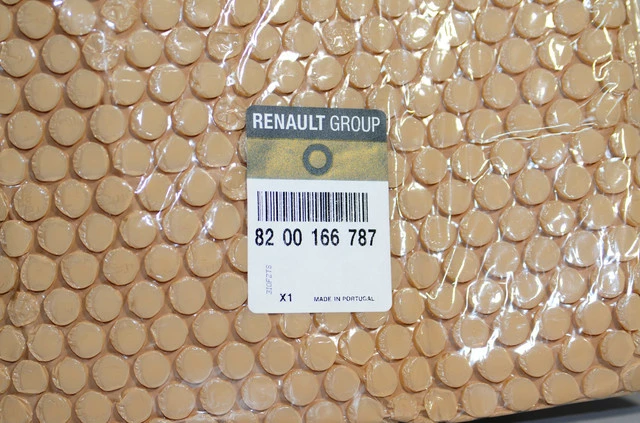 RENAULT GROUP
82 00 166 787
X1 MADE IN PORTUGAL